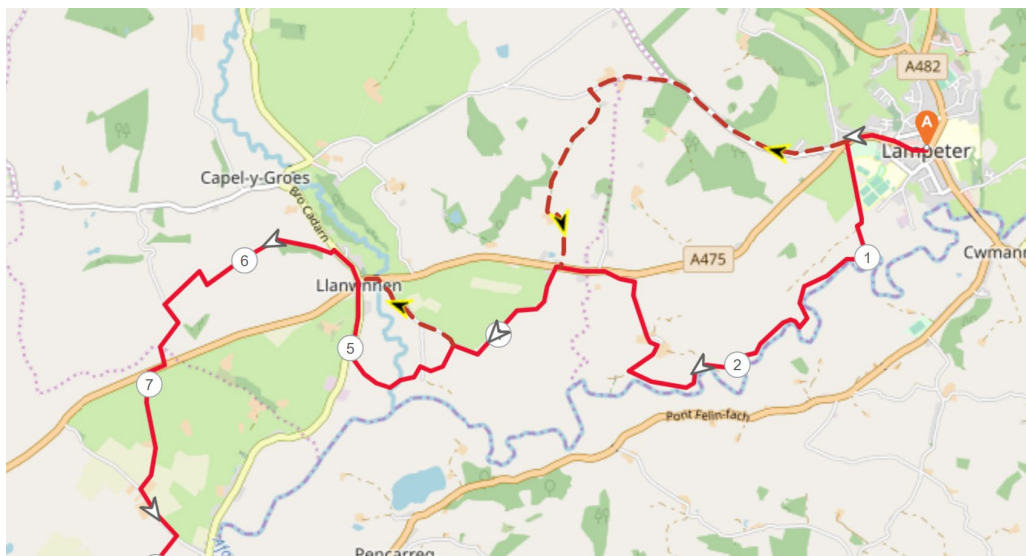 A482
A
Lampeter
Capel-y-Groes
Bro Cadarn
6
1
A475
Cwmann
Llanwnnen
5
2
7
Pont Felin-fach
Pencarreg